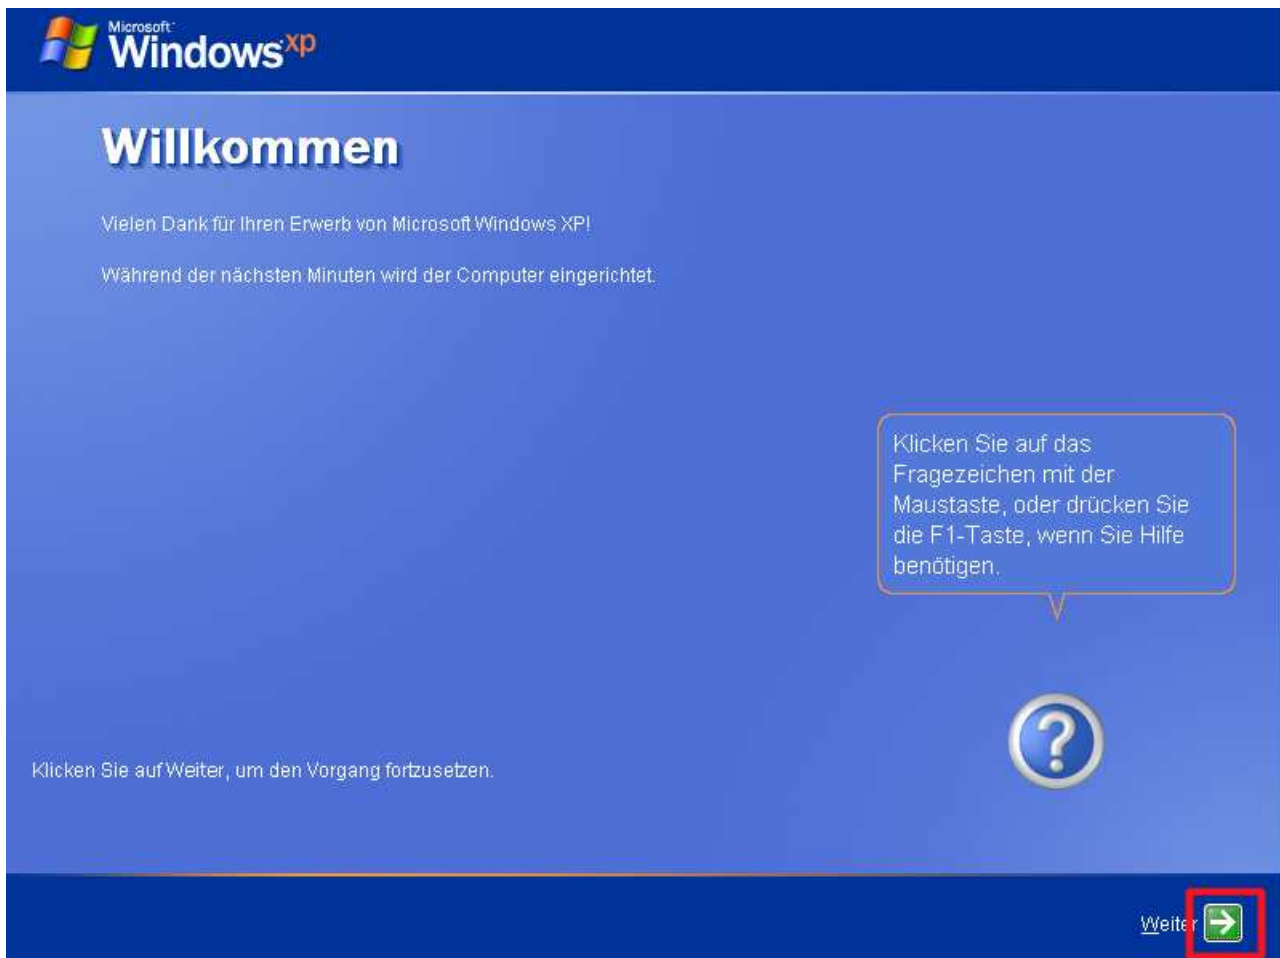 Microsoft
Windows xp
Willkommen
Vielen Dank für Ihren Erwerb von Microsoft Windows XP!
Während der nächsten Minuten wird der Computer eingerichtet.
Klicken Sie auf das
Fragezeichen mit der
Maustaste, oder drücken Sie
die F1-Taste, wenn Sie Hilfe
benötigen.
?
Klicken Sie auf Weiter, um den Vorgang fortzusetzen.
Weiter